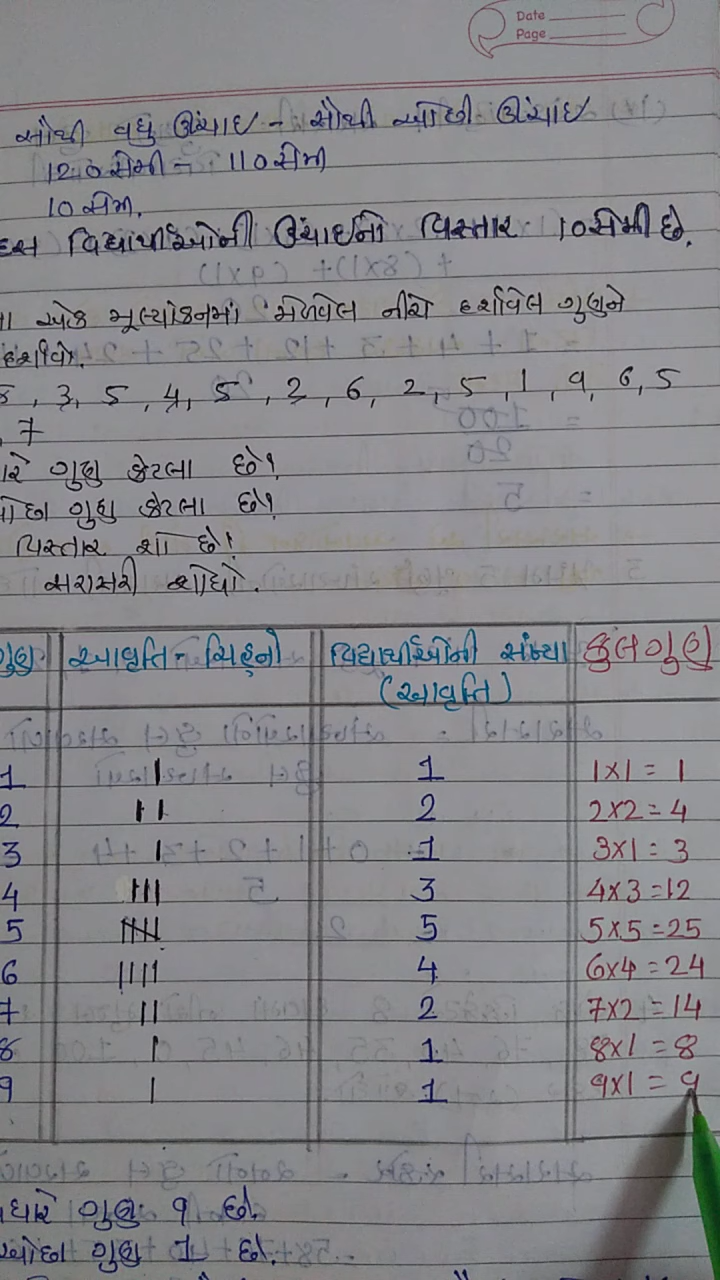 Date
Page
સૌથી વધુ ઊંચાઇ - સૌથી ઓછી ઊંચાઇ
120 સેમી - 110 સેમી
10 સેમી.
દસ વિદ્યાર્થીઓની ઊંચાઇનો વિસ્તાર 10 સેમી છે.
એક મૂલ્યાંકનમાં મેળવેલ નીચે દર્શાવેલ ગુણને
દર્શાવો.
, 3, 5, 4, 5, 2, 6, 2, 5, 1, 9, 6, 5
, 7
ગુણ કેટલા છે?
ગુણ કેટલા છે?
વિસ્તાર શો છે?
સરાસરી શોધો.
ગુણ આવૃત્તિ - ચિહ્નો વિદ્યાર્થીઓની સંખ્યા (આવૃત્તિ) કુલ ગુણ
1 | 1 1x1 = 1
2 || 2 2x2 = 4
3 | 1 3x1 = 3
4 ||| 3 4x3 = 12
5 |||| 5 5x5 = 25
6 |||| 4 6x4 = 24
7 || 2 7x2 = 14
8 | 1 8x1 = 8
9 | 1 9x1 = 9
ગુણ 9 છે.
ગુણ 1 છે.